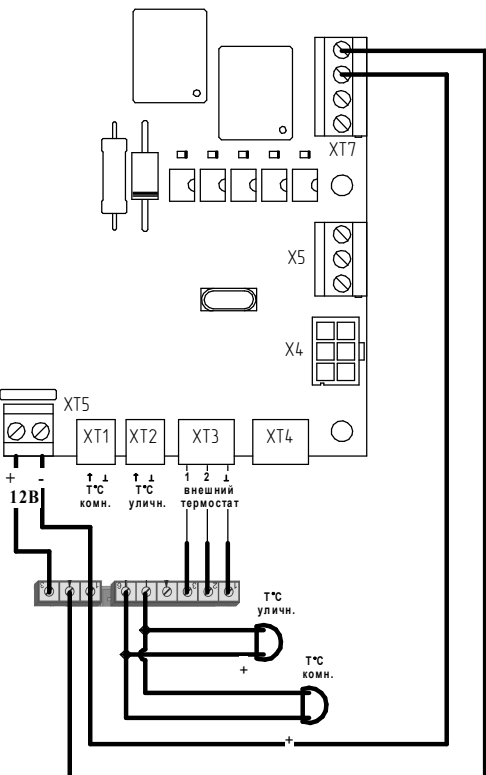 XT7
X5
X4
XT5
XT1 XT2 XT3 XT4
+ -
12В
T°C
комн.
T°C
уличн.
1 2
внешний
термостат
T°C
уличн.
+
T°C
комн.
+